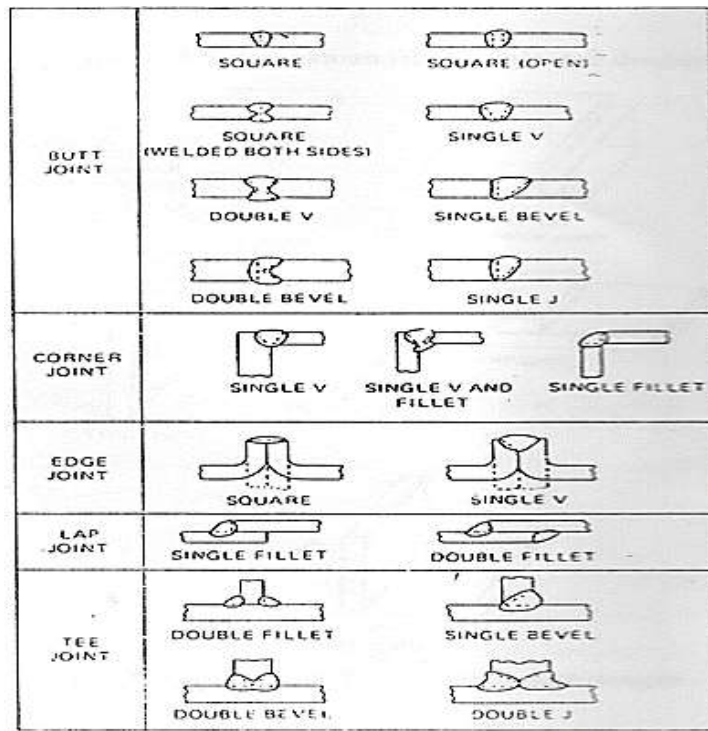 BUTT
JOINT
SQUARE
SQUARE (OPEN)
SQUARE
(WELDED BOTH SIDES)
SINGLE V
DOUBLE V
SINGLE BEVEL
DOUBLE BEVEL
SINGLE J
CORNER
JOINT
SINGLE V
SINGLE V AND
FILLET
SINGLE FILLET
EDGE
JOINT
SQUARE
SINGLE V
LAP
JOINT
SINGLE FILLET
DOUBLE FILLET
TEE
JOINT
DOUBLE FILLET
SINGLE BEVEL
DOUBLE BEVEL
DOUBLE J